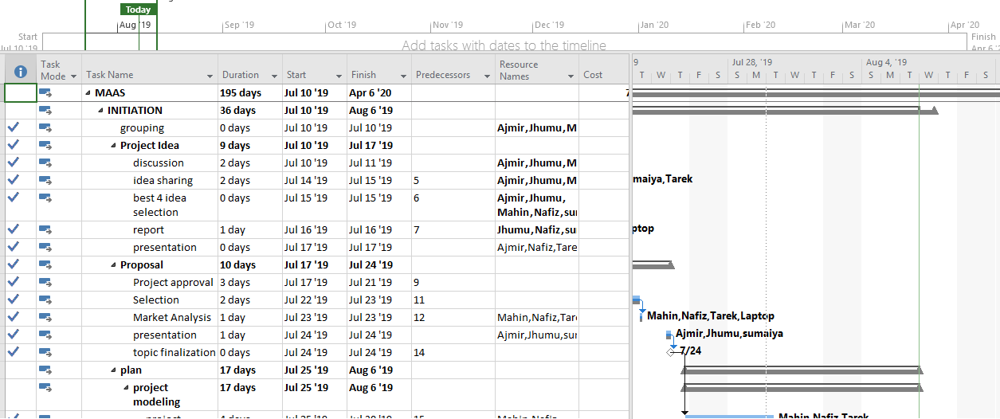 Today
Aug '19 Sep '19 Oct '19 Nov '19 Dec '19 Jan '20 Feb '20 Mar '20 Apr '20
Start Add tasks with dates to the timeline Finish
Jul 10 '19 Apr 6 '20
Task Mode Task Name Duration Start Finish Predecessors Resource Names Cost 9 Jul 28, '19 Aug 4, '19
T W T F S S M T W T F S S M T W T F S
MAAS 195 days Jul 10 '19 Apr 6 '20 7
INITIATION 36 days Jul 10 '19 Aug 6 '19
grouping 0 days Jul 10 '19 Jul 10 '19 Ajmir,Jhumu,M
Project Idea 9 days Jul 10 '19 Jul 17 '19
discussion 2 days Jul 10 '19 Jul 11 '19 Ajmir,Jhumu,M
idea sharing 2 days Jul 14 '19 Jul 15 '19 5 Ajmir,Jhumu,M maiya,Tarek
best 4 idea 0 days Jul 15 '19 Jul 15 '19 6 Ajmir,Jhumu,
selection Mahin,Nafiz,su
report 1 day Jul 16 '19 Jul 16 '19 7 Jhumu,Nafiz,su ptop
presentation 0 days Jul 17 '19 Jul 17 '19 Ajmir,Nafiz,Tare
Proposal 10 days Jul 17 '19 Jul 24 '19
Project approval 3 days Jul 17 '19 Jul 21 '19 9
Selection 2 days Jul 22 '19 Jul 23 '19 11
Market Analysis 1 day Jul 23 '19 Jul 23 '19 12 Mahin,Nafiz,Tar Mahin,Nafiz,Tarek,Laptop
presentation 1 day Jul 24 '19 Jul 24 '19 Ajmir,Jhumu,su Ajmir,Jhumu,sumaiya
topic finalization 0 days Jul 24 '19 Jul 24 '19 14 7/24
plan 17 days Jul 25 '19 Aug 6 '19
project 17 days Jul 25 '19 Aug 6 '19
modeling
project Mahin,Nafiz,Tarek